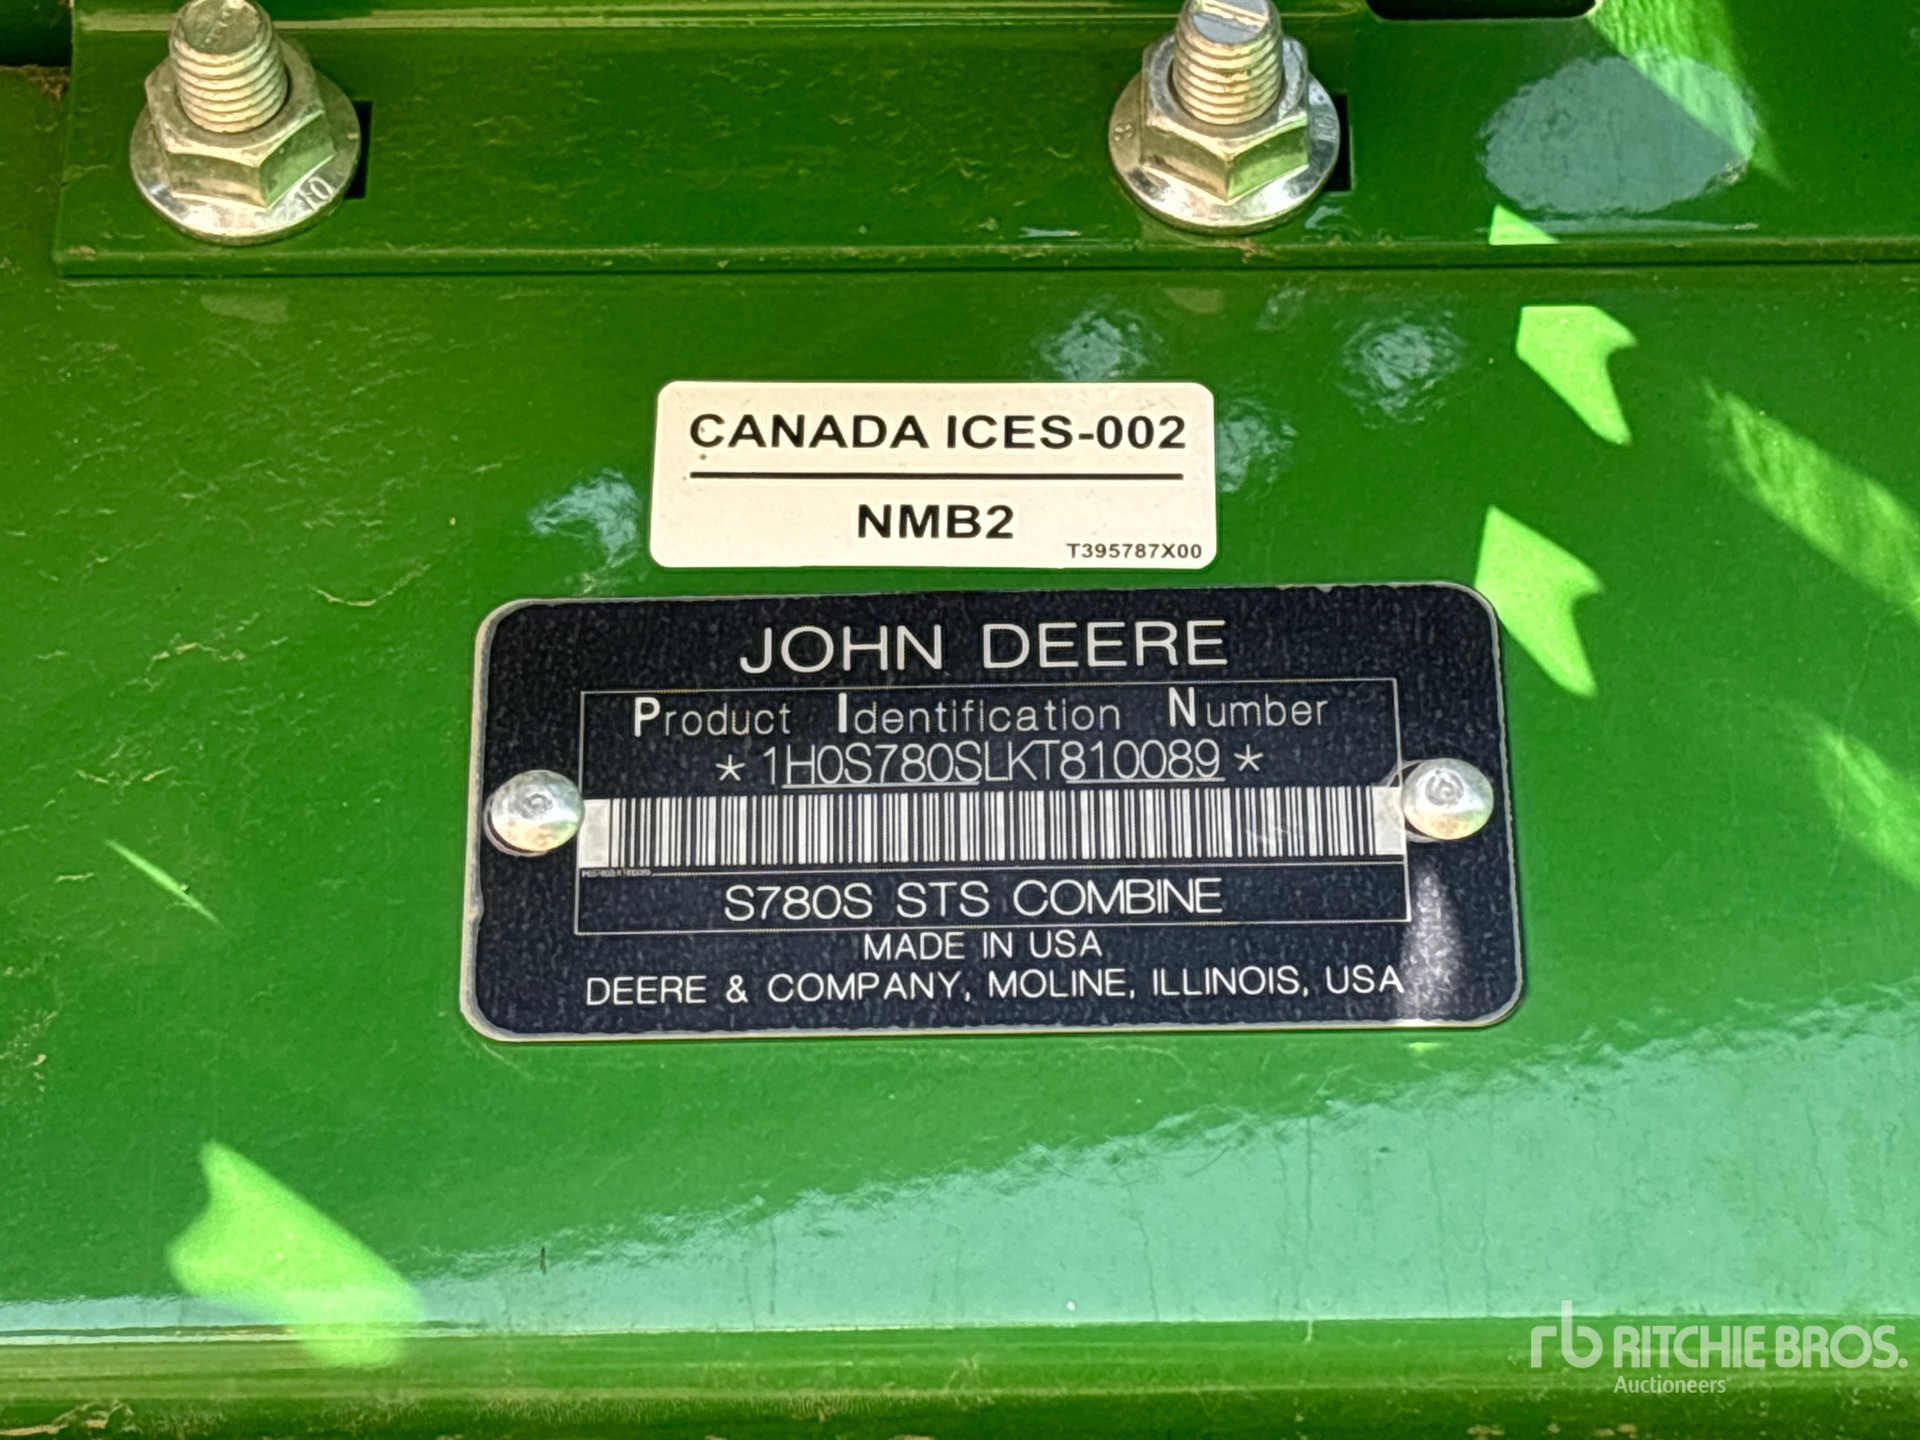 10
CANADA ICES-002
NMB2
T395787X00
JOHN DEERE
Product Identification Number
*1H0S780SLKT810089*
S780S STS COMBINE
MADE IN USA
DEERE & COMPANY, MOLINE, ILLINOIS, USA
rb RITCHIE BROS.
Auctioneers